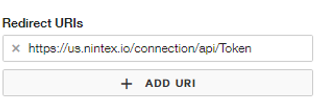 Redirect URIs
× https://us.nintex.io/connection/api/Token
+ ADD URI